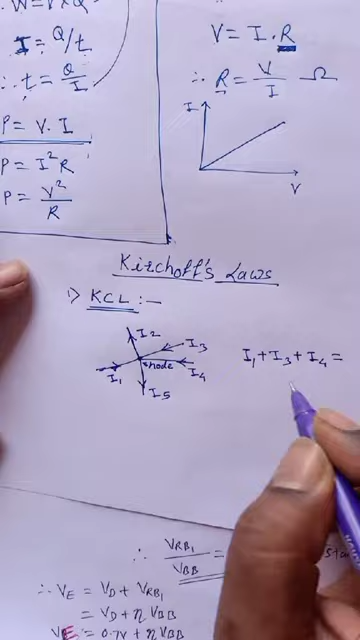 W = V × Q
I = Q/t
∴ t = Q/I
P = V . I
P = I²R
P = V²/R
V = I . R
∴ R = V/I Ω
I
V
Kirchoff's Laws
1) KCL :-
I2
I3
node
I4
I1
I5
I₁ + I₃ + I₄ =
∴ VRB₁/VBB =
∴ VE = VD + VRB₁
= VD + η VBB
VE = 0.7V + η VBB